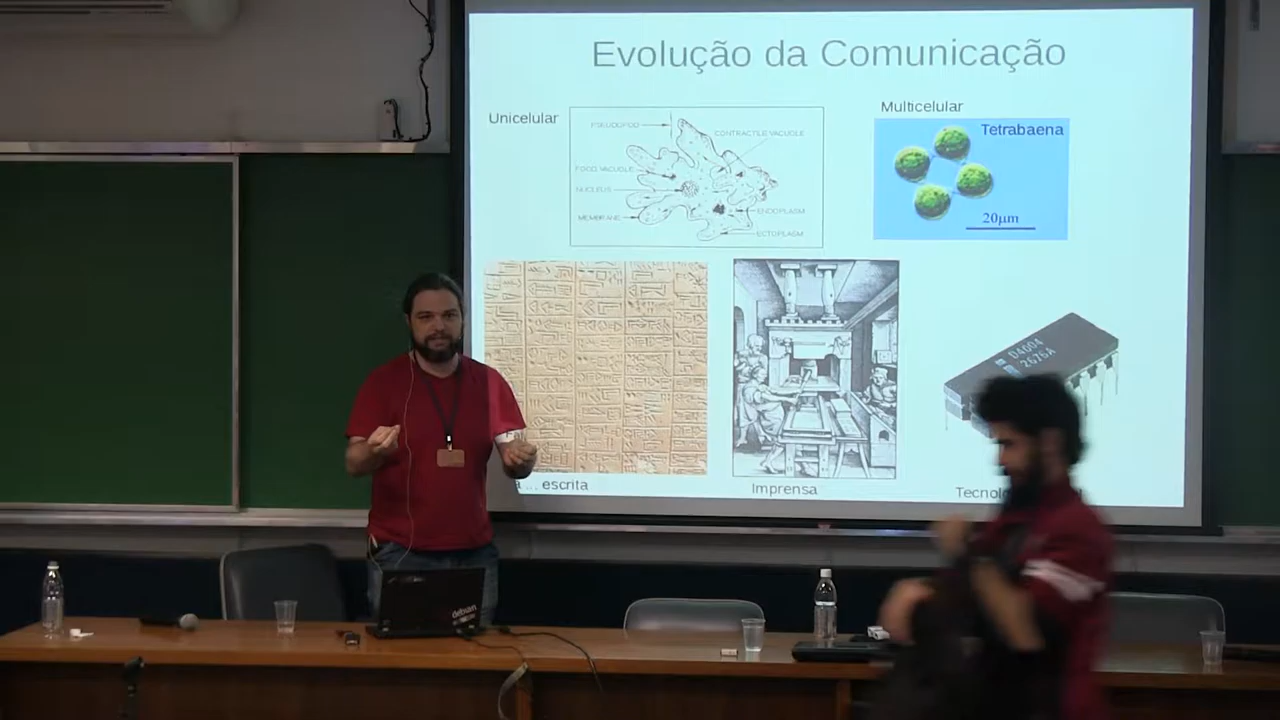 Evolução da Comunicação
Unicelular
PSEUDOPOD
CONTRACTILE VACUOLE
FOOD VACUOLE
NUCLEUS
MEMBRANE
ENDOPLASM
ECTOPLASM
Multicelular
Tetrabaena
20µm
... escrita
Imprensa
D4004
2676A
debian